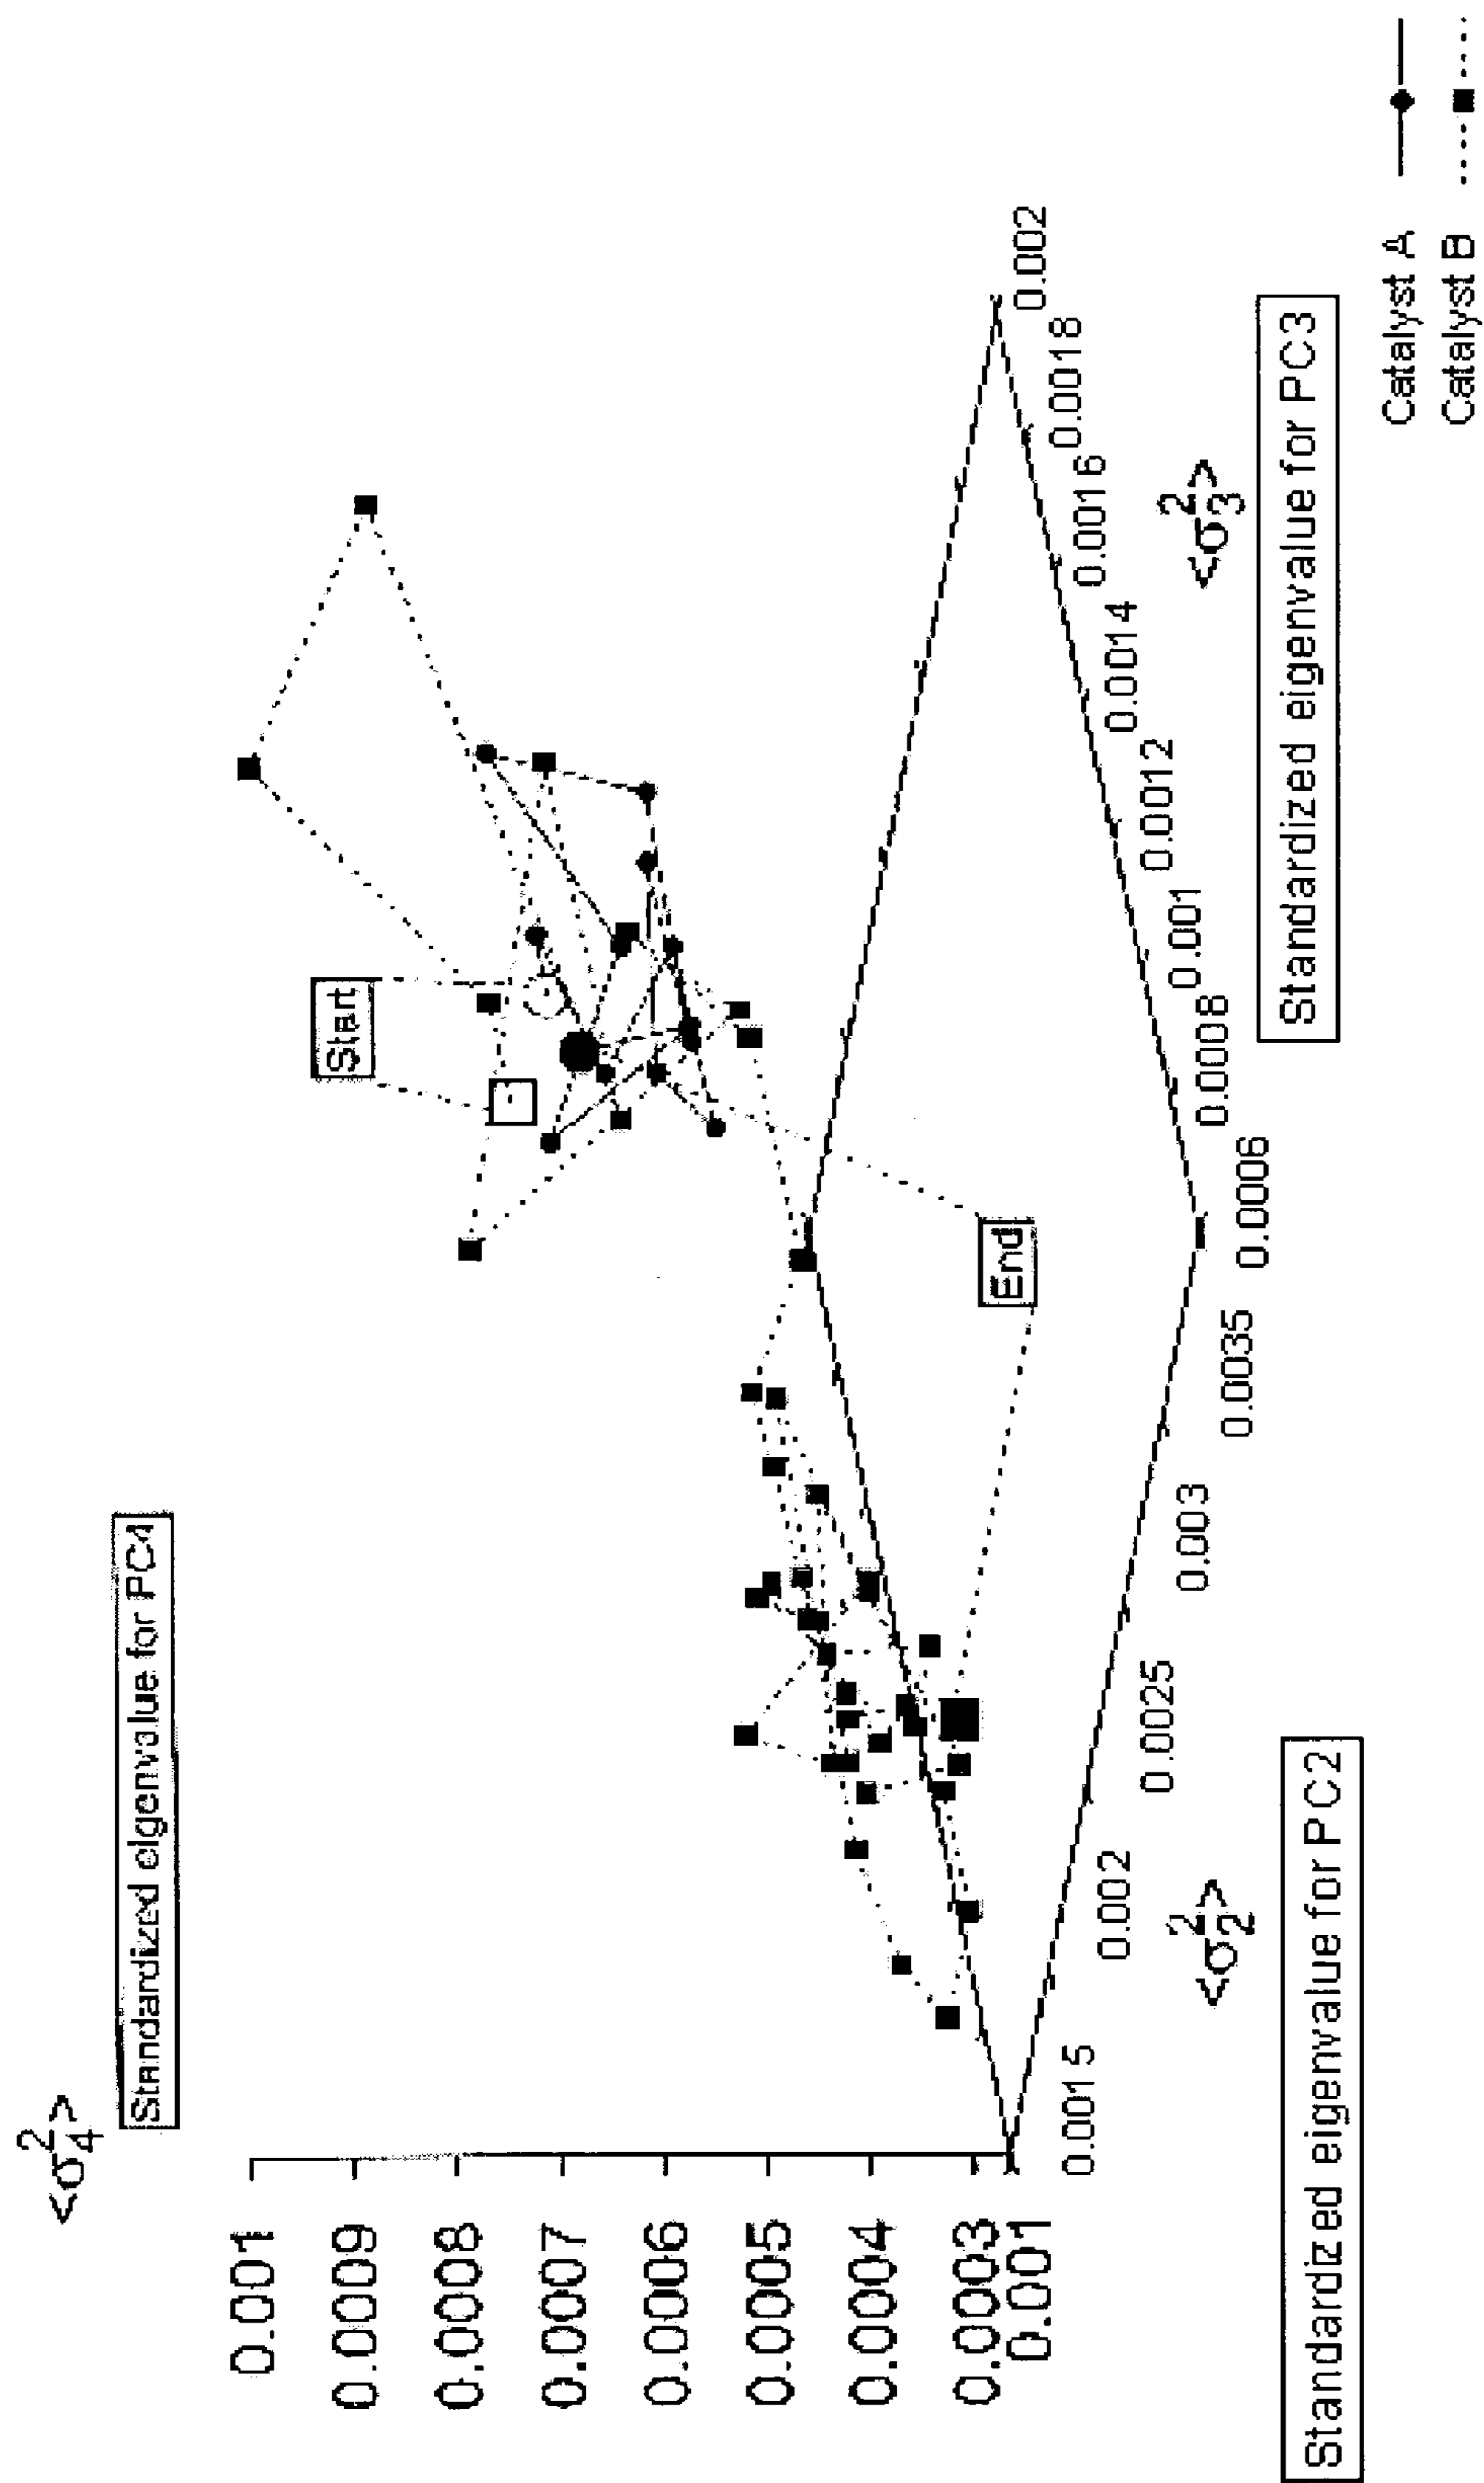 <σ₄²>
Standardized eigenvalue for PC4
0.001
0.0009
0.0008
0.0007
0.0006
0.0005
0.0004
0.0003
0.001
Start
End
0.0015
0.002
0.0025
0.003
0.0035
<σ₂²>
Standardized eigenvalue for PC2
0.0006
0.0008
0.001
0.0012
0.0014
0.0016
0.0018
0.002
<σ₃²>
Standardized eigenvalue for PC3
Catalyst A
Catalyst B